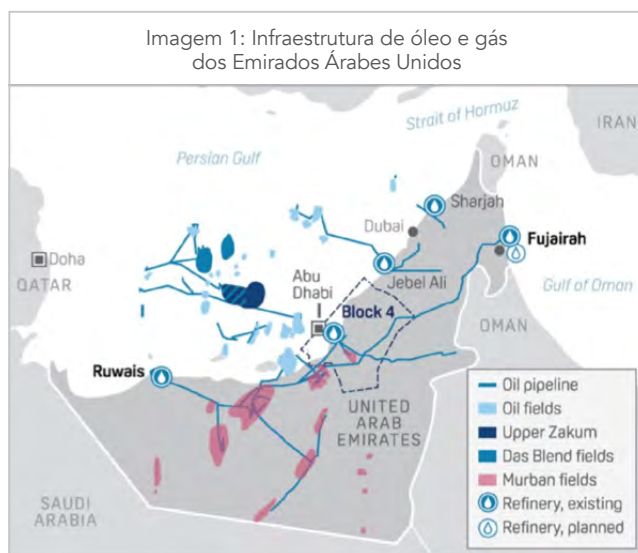 Imagem 1: Infraestrutura de óleo e gás
dos Emirados Árabes Unidos
Strait of Hormuz
IRAN
Persian Gulf
OMAN
Sharjah
Dubai
Fujairah
Doha
QATAR
Abu
Dhabi
Jebel Ali
Gulf of Oman
Block 4
OMAN
Ruwais
UNITED
ARAB
EMIRATES
SAUDI
ARABIA
Oil pipeline
Oil fields
Upper Zakum
Das Blend fields
Murban fields
Refinery, existing
Refinery, planned